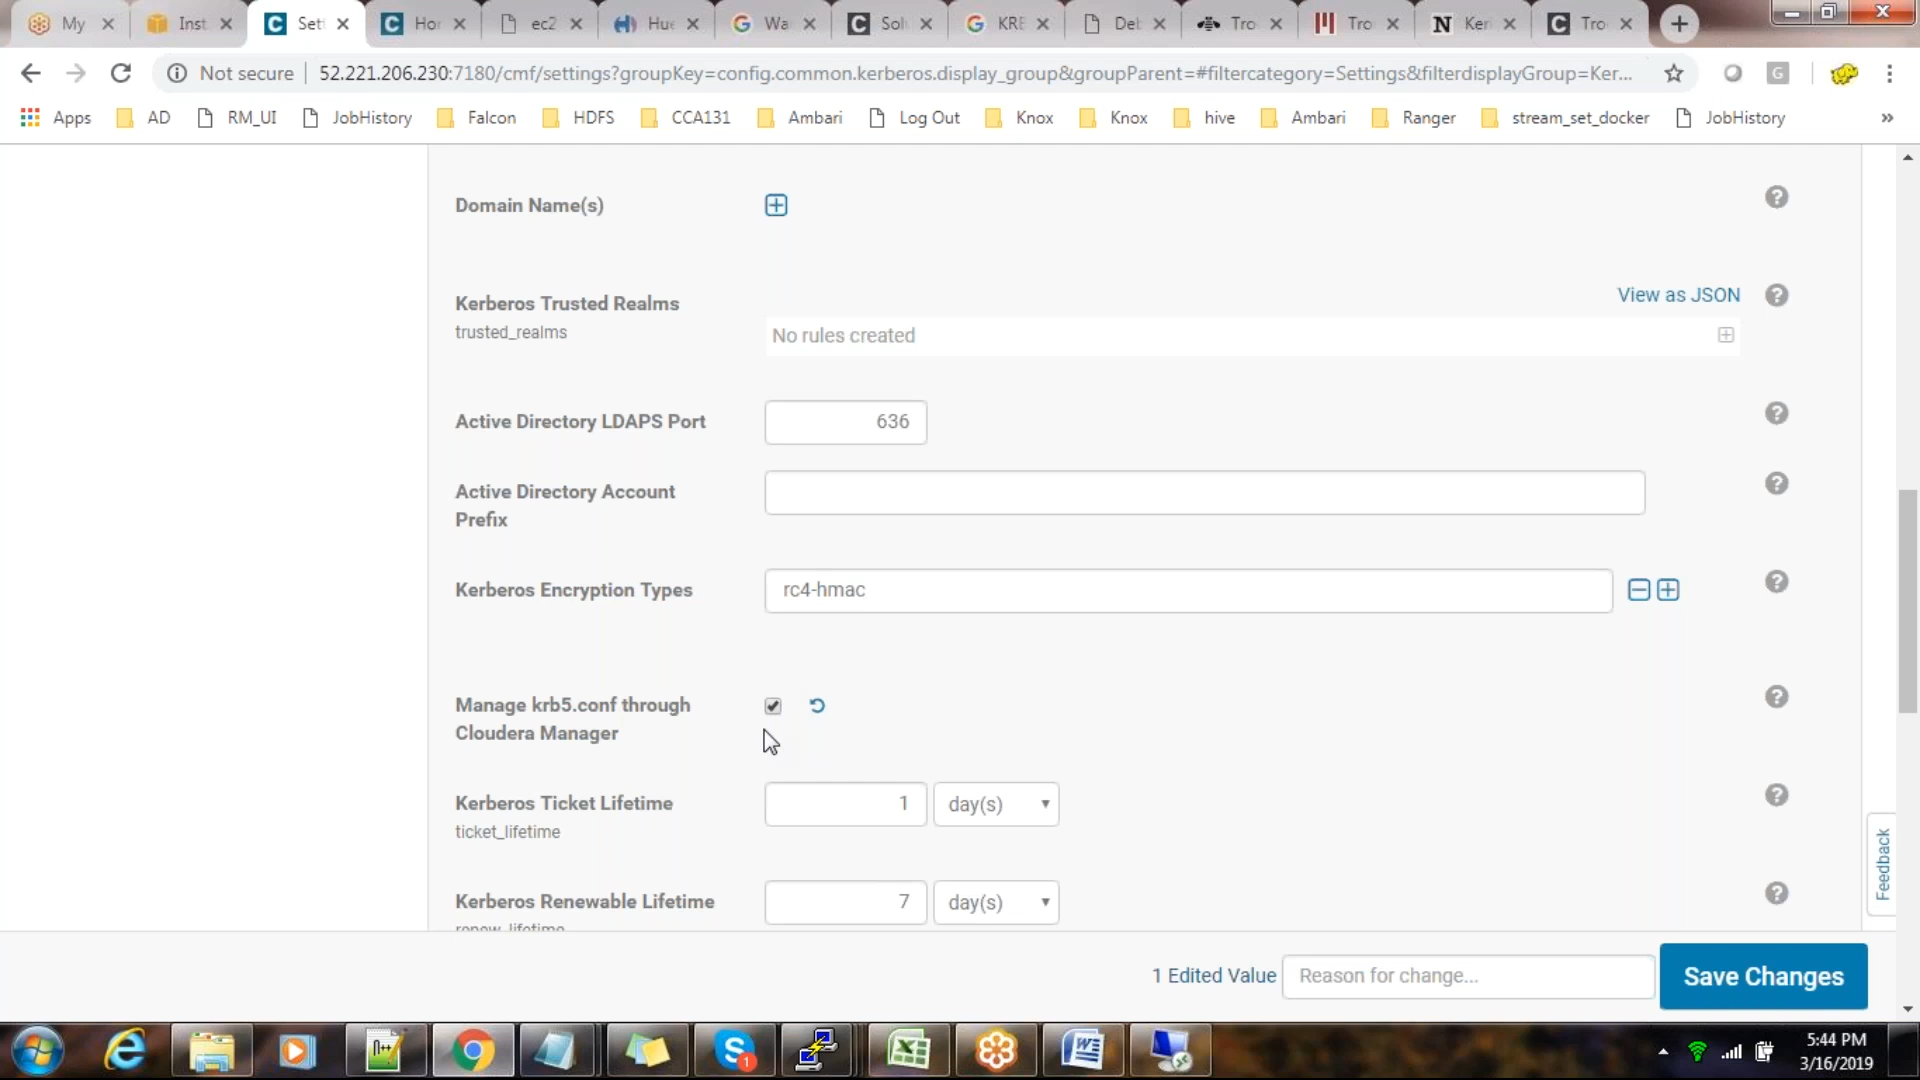 My
Inst
Sett
Hor
ec2
Hue
Wa
Solu
KRE
Deb
Tro
Tro
Ker
Tro
Not secure
52.221.206.230:7180/cmf/settings?groupKey=config.common.kerberos.display_group&groupParent=#filtercategory=Settings&filterdisplayGroup=Ker...
Apps
AD
RM_UI
JobHistory
Falcon
HDFS
CCA131
Ambari
Log Out
Knox
Knox
hive
Ambari
Ranger
stream_set_docker
JobHistory
»
Domain Name(s)
Kerberos Trusted Realms
trusted_realms
View as JSON
No rules created
Active Directory LDAPS Port
636
Active Directory Account
Prefix
Kerberos Encryption Types
rc4-hmac
Manage krb5.conf through
Cloudera Manager
Kerberos Ticket Lifetime
ticket_lifetime
1
day(s)
Kerberos Renewable Lifetime
renew_lifetime
7
day(s)
Feedback
1 Edited Value
Reason for change...
Save Changes
5:44 PM
3/16/2019